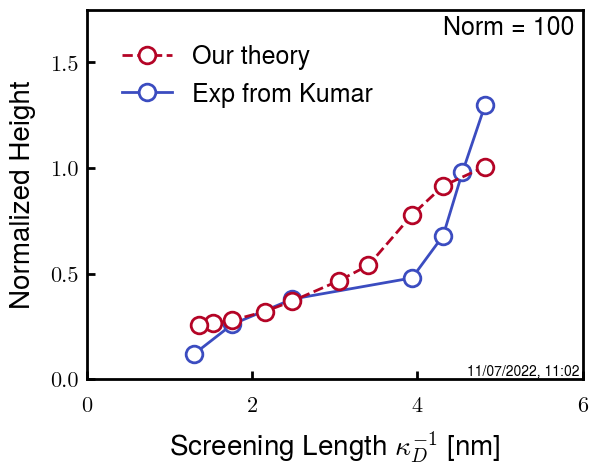 Norm = 100
Our theory
Exp from Kumar
Normalized Height
1.5
1.0
0.5
0.0
11/07/2022, 11:02
0 2 4 6
Screening Length κ_D^{-1} [nm]